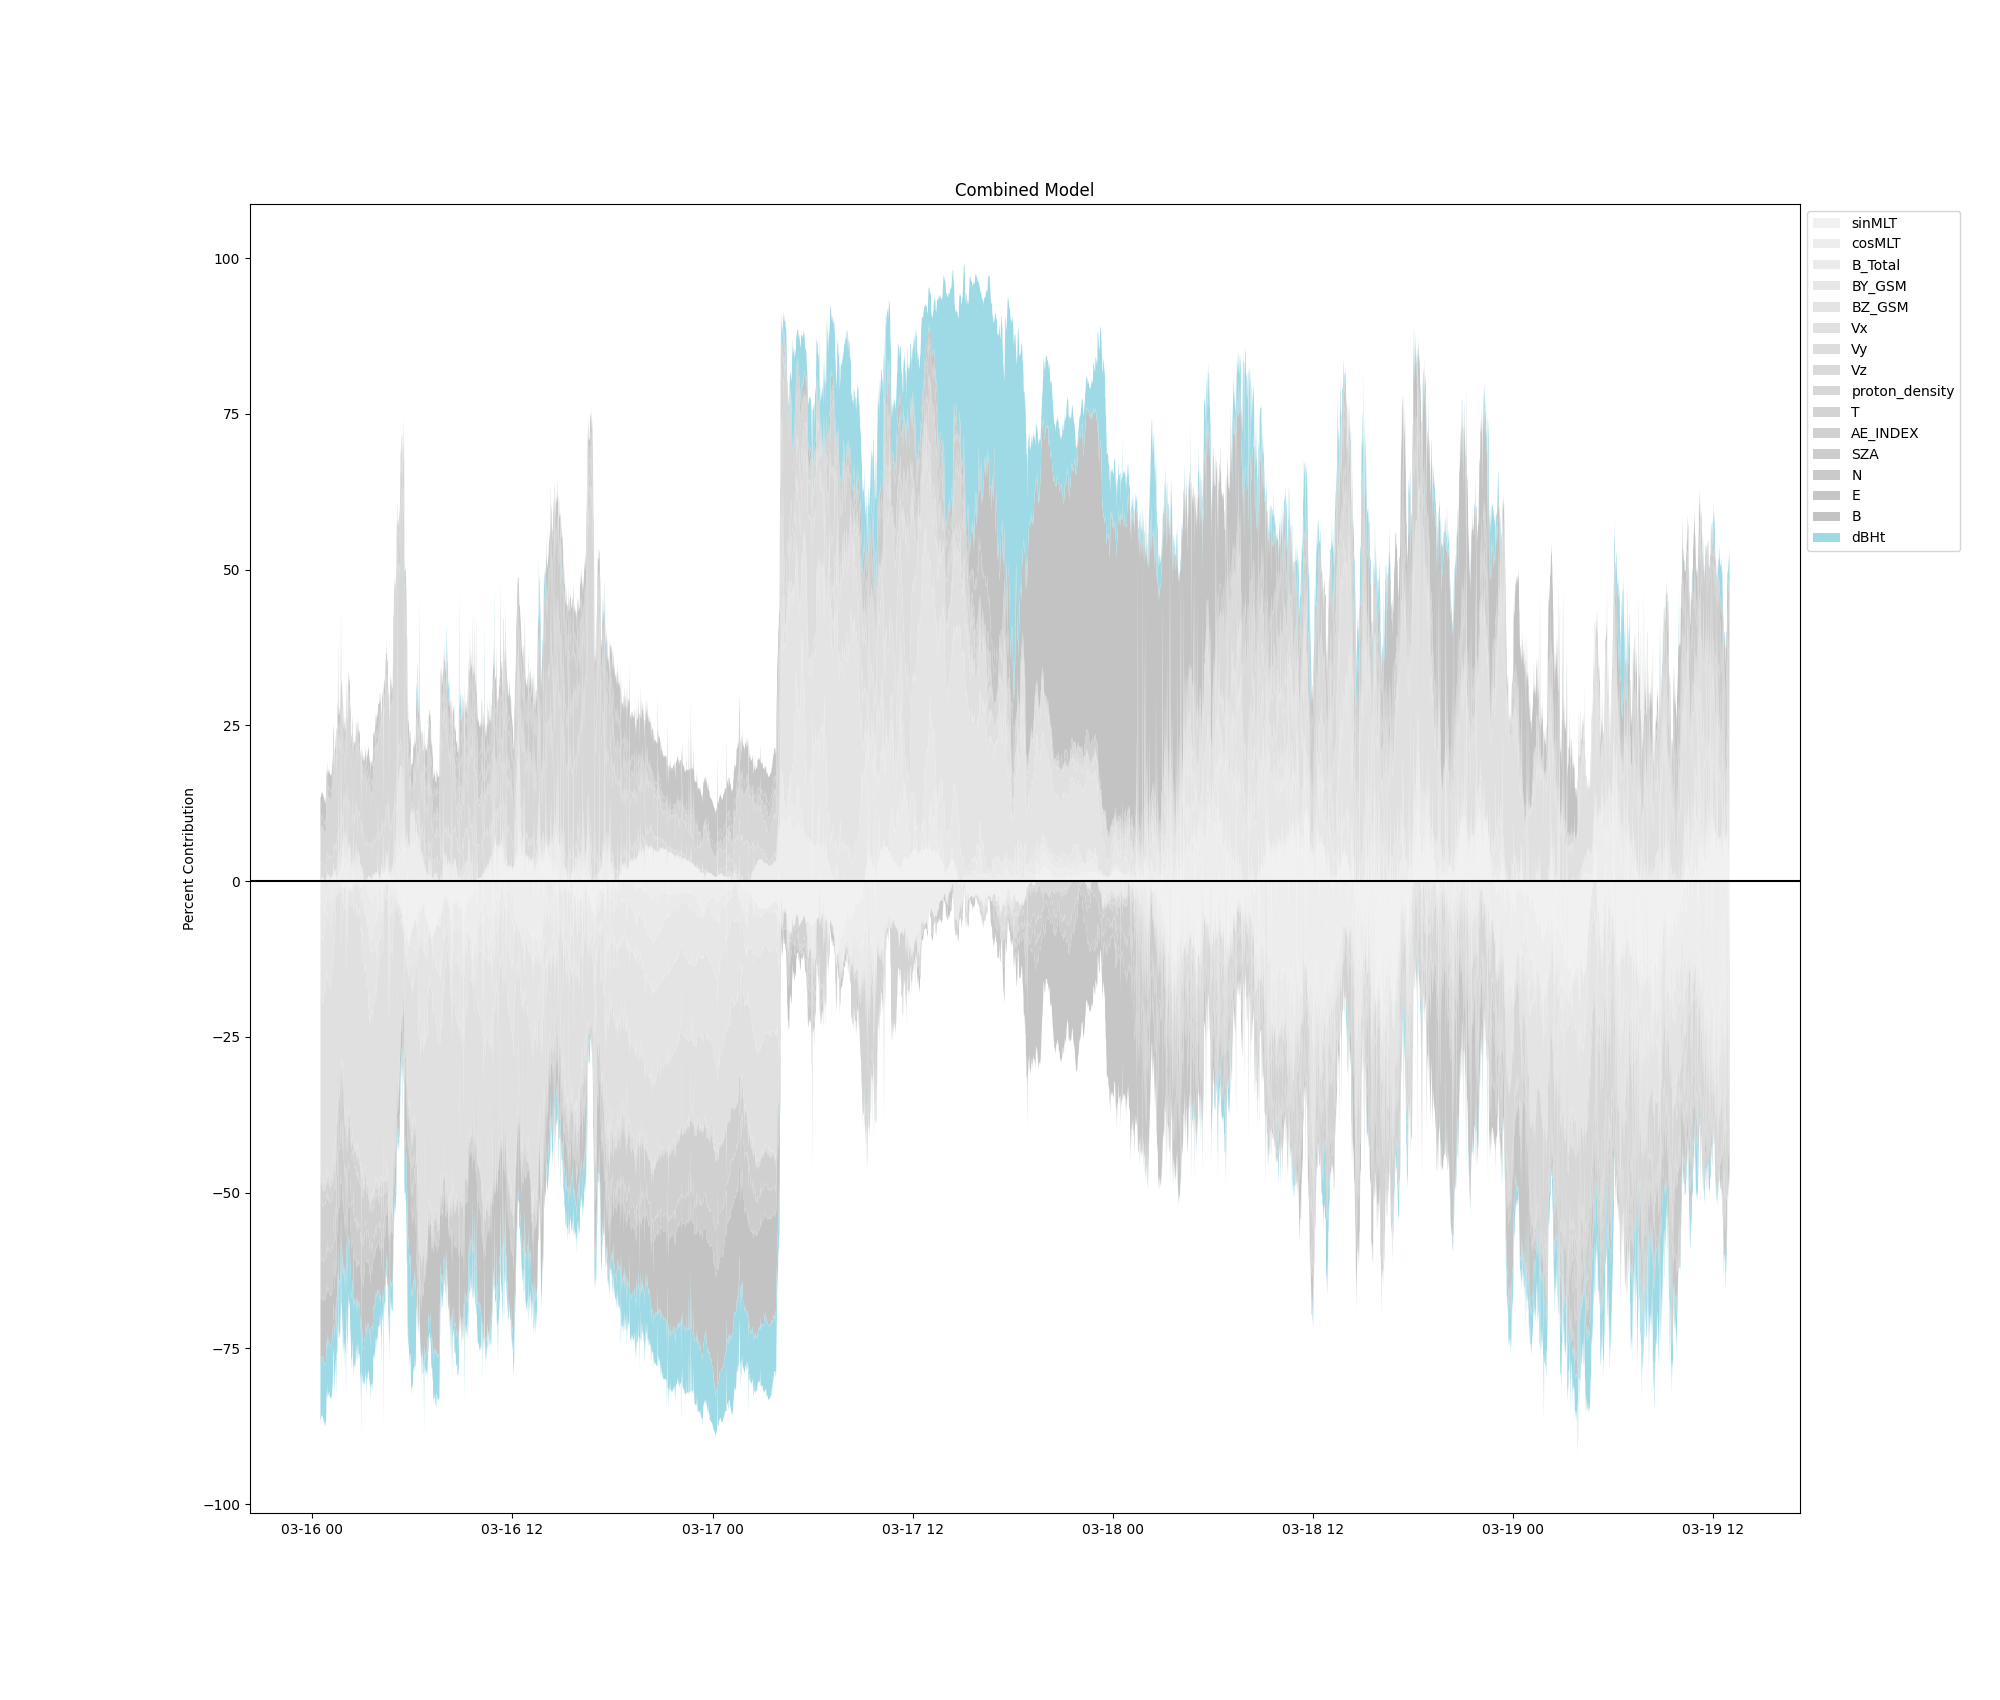 Combined Model
Percent Contribution
100
75
50
25
0
−25
−50
−75
−100
03-16 00
03-16 12
03-17 00
03-17 12
03-18 00
03-18 12
03-19 00
03-19 12
sinMLT
cosMLT
B_Total
BY_GSM
BZ_GSM
Vx
Vy
Vz
proton_density
T
AE_INDEX
SZA
N
E
B
dBHt